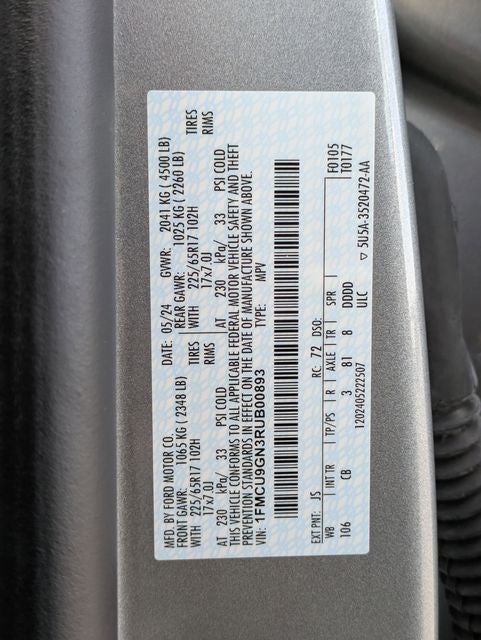 MFD. BY FORD MOTOR CO.
DATE: 05/24 GVWR: 2041 KG ( 4500 LB)
FRONT GAWR: 1065 KG ( 2348 LB) REAR GAWR: 1025 KG ( 2260 LB)
WITH 225/65R17 102H TIRES WITH 225/65R17 102H TIRES
17x7.0J RIMS 17x7.0J RIMS
AT 230 kPa/ 33 PSI COLD AT 230 kPa/ 33 PSI COLD
THIS VEHICLE CONFORMS TO ALL APPLICABLE FEDERAL MOTOR VEHICLE SAFETY AND THEFT
PREVENTION STANDARDS IN EFFECT ON THE DATE OF MANUFACTURE SHOWN ABOVE.
VIN: 1FMCU9GN3RUB00893 TYPE: MPV
F0105
T0177
EXT PNT: JS RC: 72 DSO:
WB INT TR TP/PS R AXLE TR SPR
106 CB 3 81 8 DDDD
1202405222507 ULC
▽ 5U5A-3520472-AA